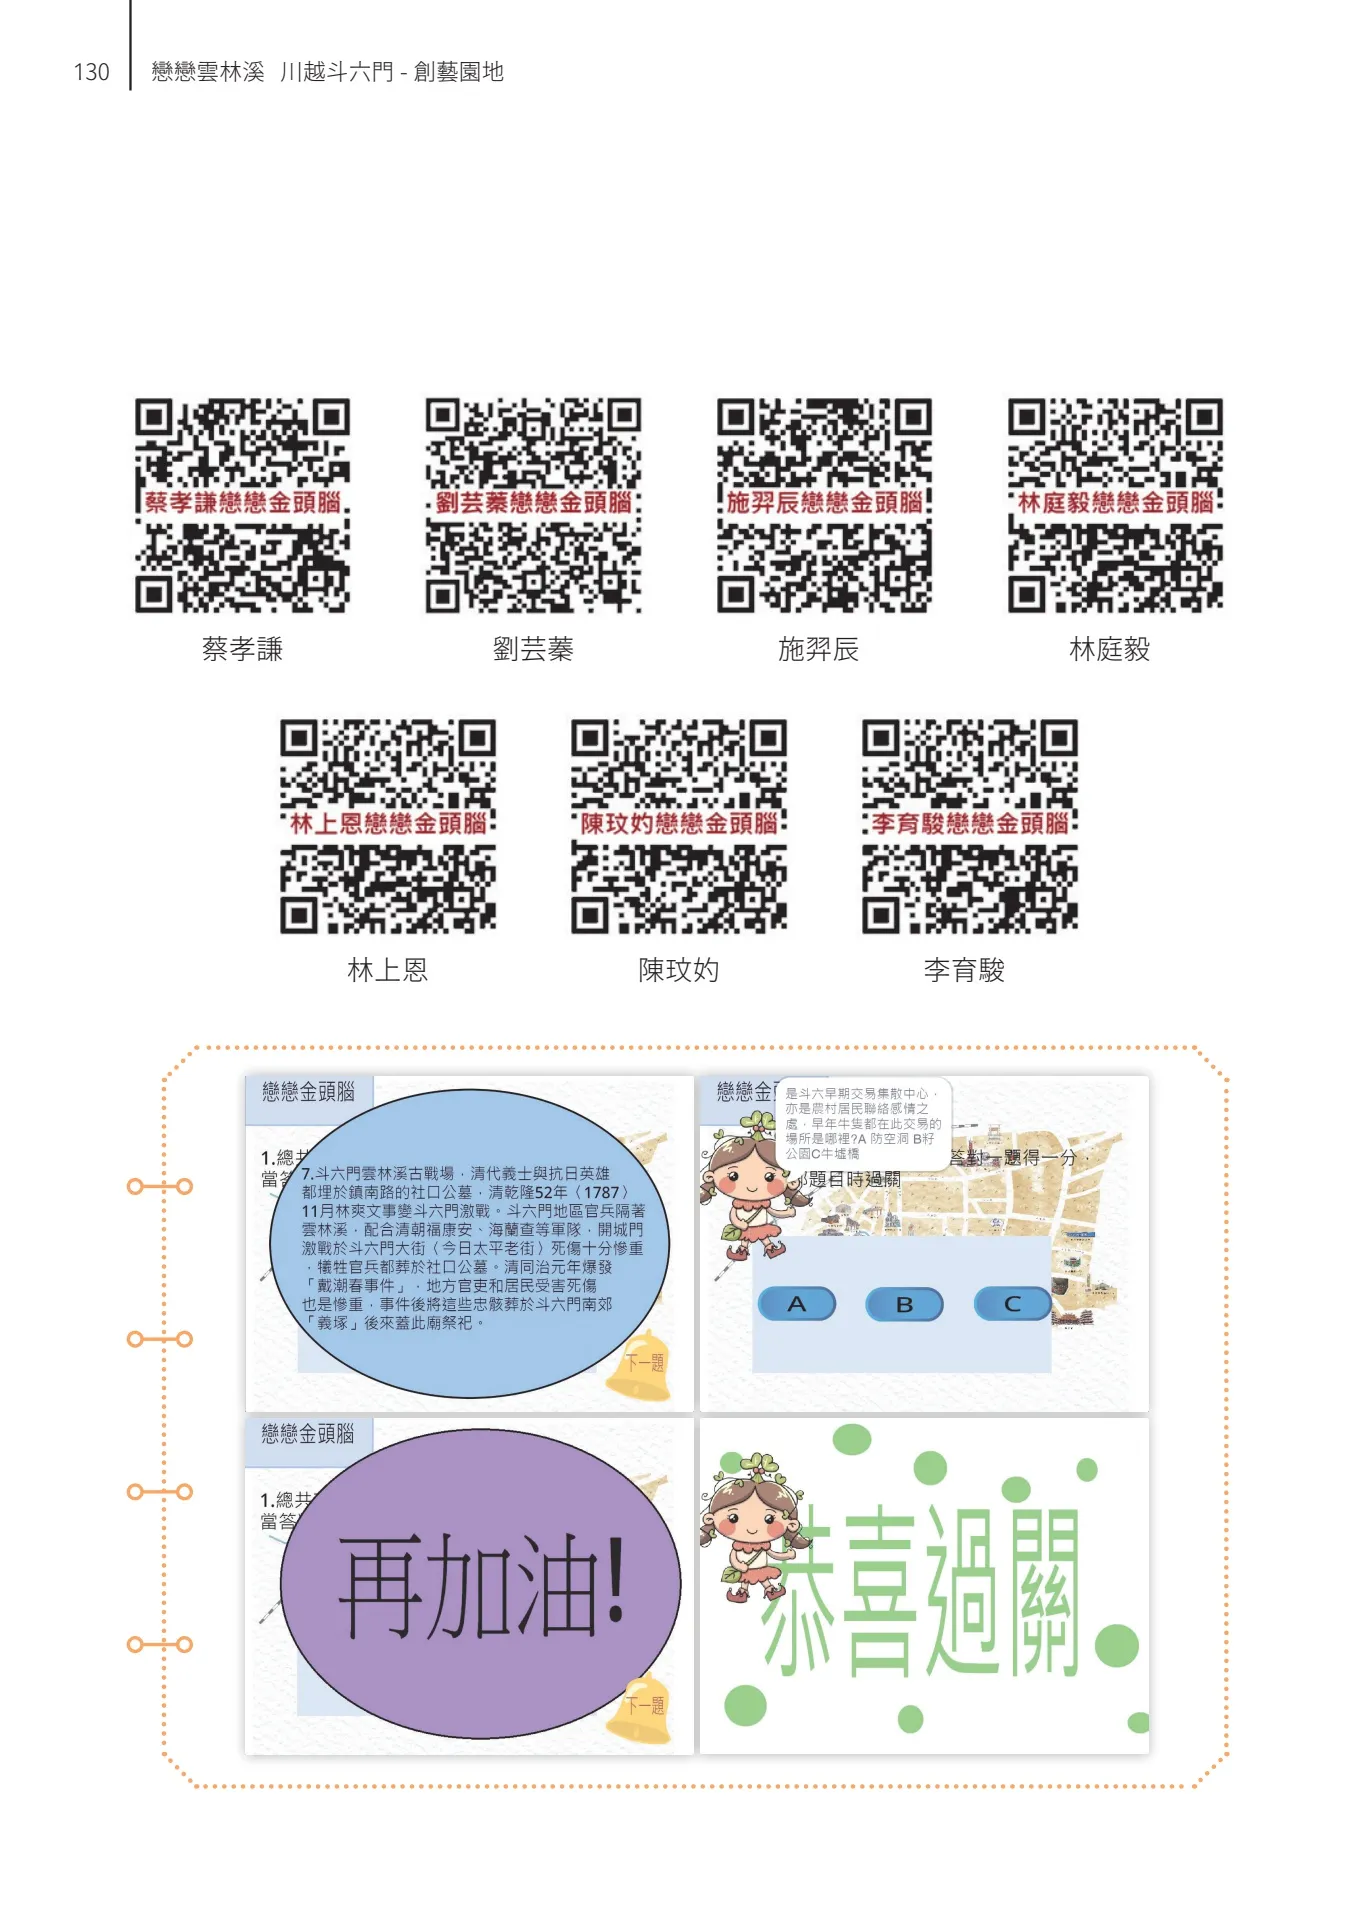 130
戀戀雲林溪 川越斗六門 - 創藝園地
蔡孝謙戀戀金頭腦
劉芸蓁戀戀金頭腦
施羿辰戀戀金頭腦
林庭毅戀戀金頭腦
蔡孝謙
劉芸蓁
施羿辰
林庭毅
林上恩戀戀金頭腦
陳玟妁戀戀金頭腦
李育駿戀戀金頭腦
林上恩
陳玟妁
李育駿
戀戀金頭腦
1.總共
當答
7.斗六門雲林溪古戰場，清代義士與抗日英雄
都埋於鎮南路的社口公墓，清乾隆52年〈1787〉
11月林爽文事變斗六門激戰。斗六門地區官兵隔著
雲林溪，配合清朝福康安、海蘭查等軍隊，開城門
激戰於斗六門大街〈今日太平老街〉死傷十分慘重
，犧牲官兵都葬於社口公墓。清同治元年爆發
「戴潮春事件」，地方官吏和居民受害死傷
也是慘重，事件後將這些忠骸葬於斗六門南郊
「義塚」後來蓋此廟祭祀。
下一題
戀戀金
是斗六早期交易集散中心，
亦是農村居民聯絡感情之
處，早年牛隻都在此交易的
場所是哪裡?A 防空洞 B籽
公園C牛墟橋
答對一題得一分，
題目時過關
A
B
C
戀戀金頭腦
1.總共
當答
再加油!
下一題
恭喜過關